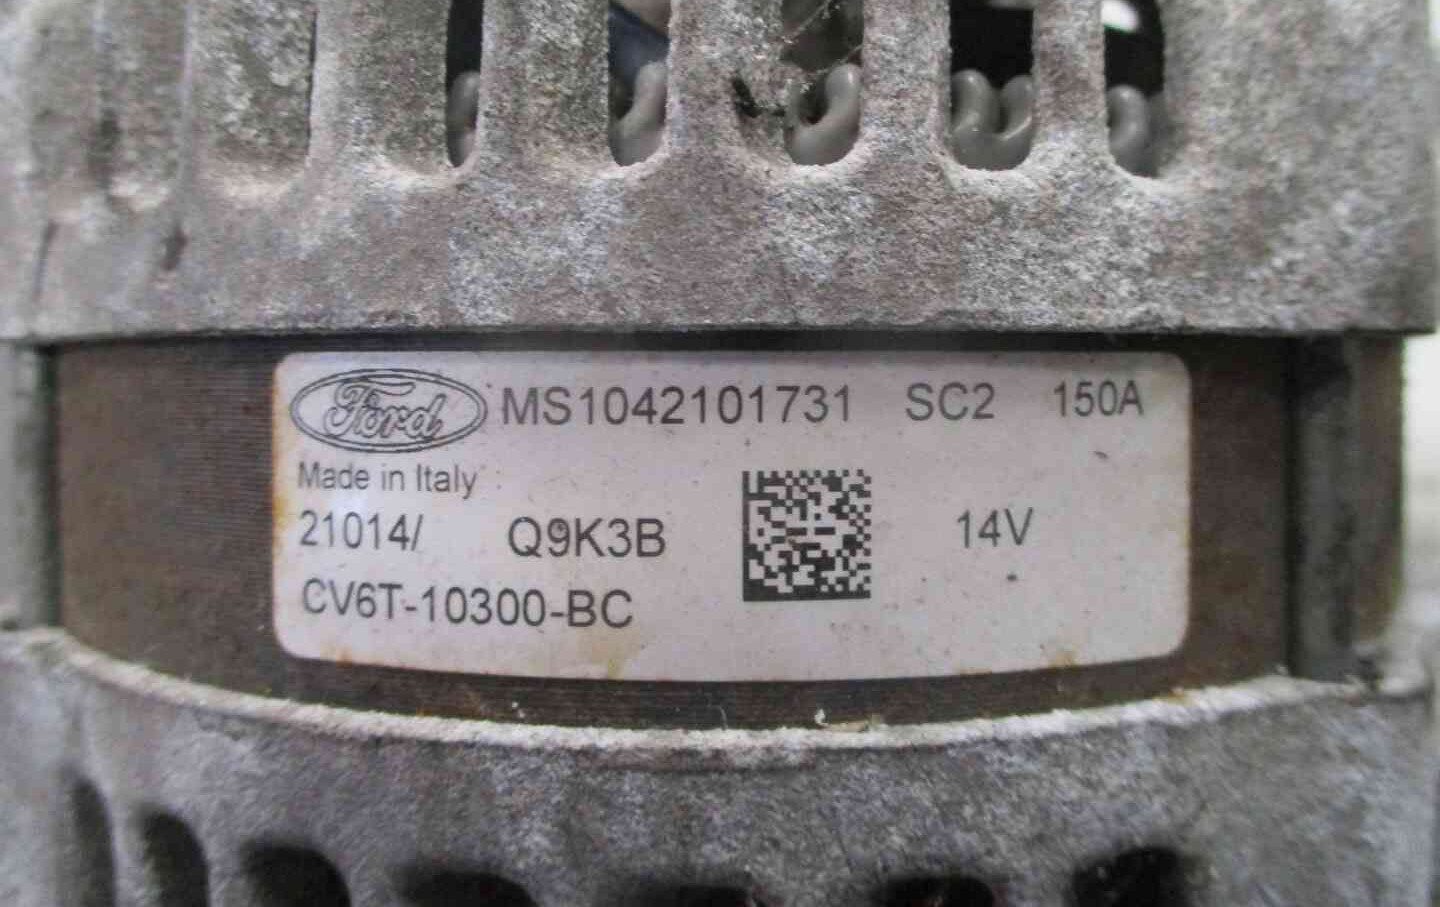 Ford MS1042101731 SC2 150A
Made in Italy
21014/ Q9K3B 14V
CV6T-10300-BC